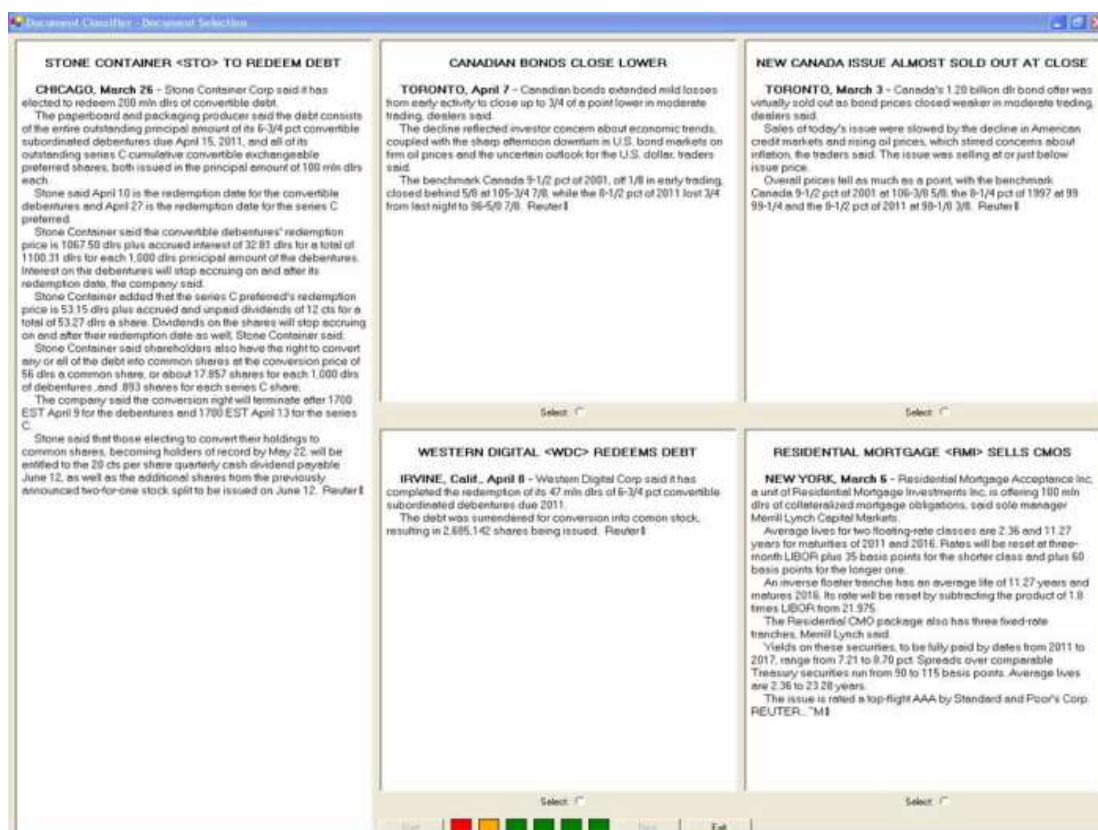 Document Classifier - Document Selection
STONE CONTAINER <STO> TO REDEEM DEBT
CHICAGO, March 26 - Stone Container Corp said it has
elected to redeem 200 mln dlrs of convertible debt.
The paperboard and packaging producer said the debt consists
of the entire outstanding principal amount of its 6-3/4 pct convertible
subordinated debentures due April 15, 2011, and all of its
outstanding series C cumulative convertible exchangeable
preferred shares, both issued in the principal amount of 100 mln dlrs
each.
Stone said April 10 is the redemption date for the convertible
debentures and April 27 is the redemption date for the series C
preferred.
Stone Container said the convertible debentures' redemption
price is 1067.50 dlrs plus accrued interest of 32.81 dlrs for a total of
1100.31 dlrs for each 1,000 dlrs prinicipal amount of the debentures.
Interest on the debentures will stop accruing on and after its
redemption date, the company said.
Stone Container added that the series C preferred's redemption
price is 53.15 dlrs plus accrued and unpaid dividends of 12 cts for a
total of 53.27 dlrs a share. Dividends on the shares will stop accruing
on and after their redemption date as well, Stone Container said.
Stone Container said shareholders also have the right to convert
any or all of the debt into common shares at the conversion price of
56 dlrs a common share, or about 17.857 shares for each 1,000 dlrs
of debentures ,and .893 shares for each series C share.
The company said the conversion right will terminate after 1700
EST April 9 for the debentures and 1700 EST April 13 for the series
C.
Stone said that those electing to convert their holdings to
common shares, becoming holders of record by May 22, will be
entitled to the 20 cts per share quarterly cash dividend payable
June 12, as well as the additional shares from the previously
announced two-for-one stock split to be issued on June 12. Reuter
CANADIAN BONDS CLOSE LOWER
TORONTO, April 7 - Canadian bonds extended mild losses
from early activity to close up to 3/4 of a point lower in moderate
trading, dealers said.
The decline reflected investor concern about economic trends,
coupled with the sharp afternoon downturn in U.S. bond markets on
firm oil prices and the uncertain outlook for the U.S. dollar, traders
said.
The benchmark Canada 9-1/2 pct of 2001, off 1/8 in early trading,
closed behind 5/8 at 105-3/4 7/8, while the 8-1/2 pct of 2011 lost 3/4
from last night to 96-5/8 7/8. Reuter
Select:
NEW CANADA ISSUE ALMOST SOLD OUT AT CLOSE
TORONTO, March 3 - Canada's 1.20 billion dlr bond offer was
virtually sold out as bond prices closed weaker in moderate trading,
dealers said.
Sales of today's issue were slowed by the decline in American
credit markets and rising oil prices, which stirred concerns about
inflation, the traders said. The issue was selling at or just below
issue price.
Overall prices fell as much as a point, with the benchmark
Canada 9-1/2 pct of 2001 at 106-3/8 5/8, the 8-1/4 pct of 1997 at 99
99-1/4 and the 8-1/2 pct of 2011 at 98-1/8 3/8. Reuter
Select:
WESTERN DIGITAL <WDC> REDEEMS DEBT
IRVINE, Calif., April 8 - Western Digital Corp said it has
completed the redemption of its 47 mln dlrs of 6-3/4 pct convertible
subordinated debentures due 2011.
The debt was surrendered for conversion into comon stock,
resulting in 2,685,142 shares being issued. Reuter
Select:
RESIDENTIAL MORTGAGE <RMI> SELLS CMOS
NEW YORK, March 6 - Residential Mortgage Acceptance Inc,
a unit of Residential Mortgage Investments Inc, is offering 100 mln
dlrs of collateralized mortgage obligations, said sole manager
Merrill Lynch Capital Markets.
Average lives for two floating-rate classes are 2.36 and 11.27
years for maturities of 2011 and 2016. Rates will be reset at three-
month LIBOR plus 35 basis points for the shorter class and plus 60
basis points for the longer one.
An inverse floater tranche has an average life of 11.27 years and
matures 2016. Its rate will be reset by subtracting the product of 1.8
times LIBOR from 21.975.
The Residential CMO package also has three fixed-rate
tranches, Merrill Lynch said.
Yields on these securities, to be fully paid by dates from 2011 to
2017, range from 7.21 to 8.70 pct. Spreads over comparable
Treasury securities run from 90 to 115 basis points. Average lives
are 2.36 to 23.28 years.
The issue is rated a top-flight AAA by Standard and Poor's Corp.
REUTER...^M
Select:
Exit